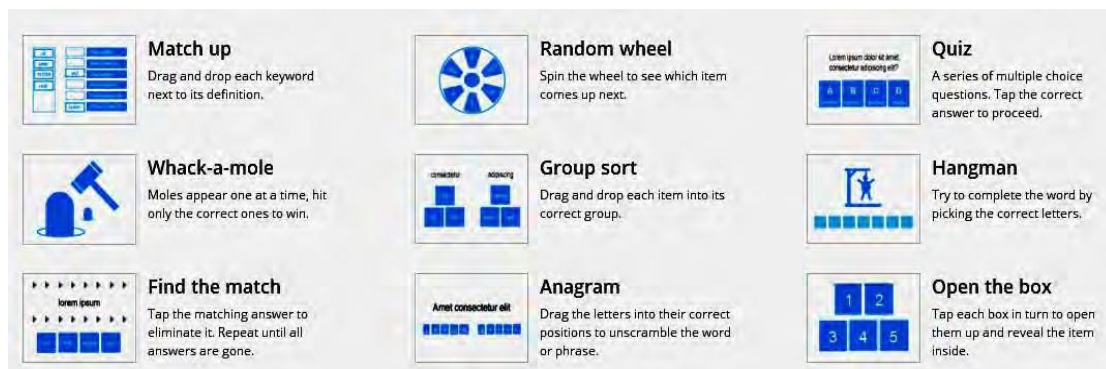 Match up
Drag and drop each keyword
next to its definition.
Random wheel
Spin the wheel to see which item
comes up next.
Lorem ipsum dolor sit amet,
consectetur adipiscing elit?
A B C D
Quiz
A series of multiple choice
questions. Tap the correct
answer to proceed.
Whack-a-mole
Moles appear one at a time, hit
only the correct ones to win.
consectetur adipiscing
Group sort
Drag and drop each item into its
correct group.
Hangman
Try to complete the word by
picking the correct letters.
lorem ipsum
Find the match
Tap the matching answer to
eliminate it. Repeat until all
answers are gone.
Amet consectetur elit
Anagram
Drag the letters into their correct
positions to unscramble the word
or phrase.
1 2
3 4 5
Open the box
Tap each box in turn to open
them up and reveal the item
inside.